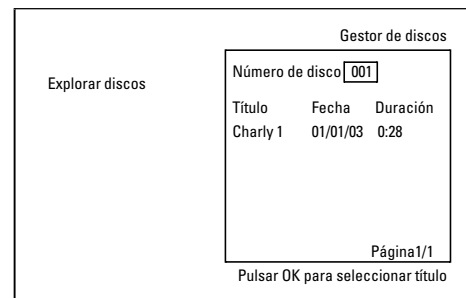 Gestor de discos
Explorar discos
Número de disco 001
Título Fecha Duración
Charly 1 01/01/03 0:28
Página1/1
Pulsar OK para seleccionar título